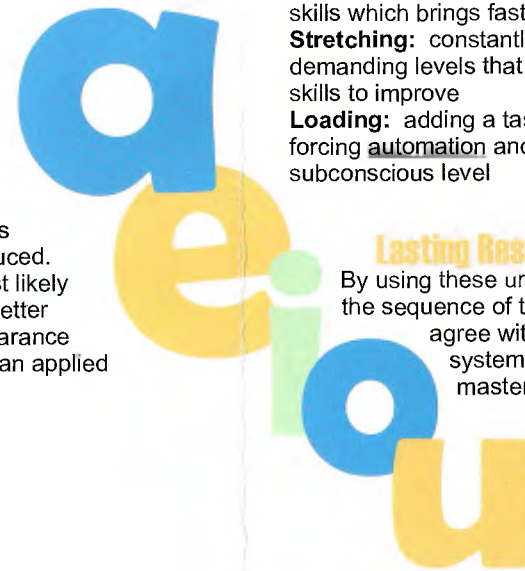 skills which brings fast
Stretching: constantl
demanding levels that
skills to improve
Loading: adding a tas
forcing automation and
subconscious level
s
uced.
st likely
etter
arance
an applied
a
e
i
o
u
Lasting Res
By using these un
the sequence of t
agree wit
system
master